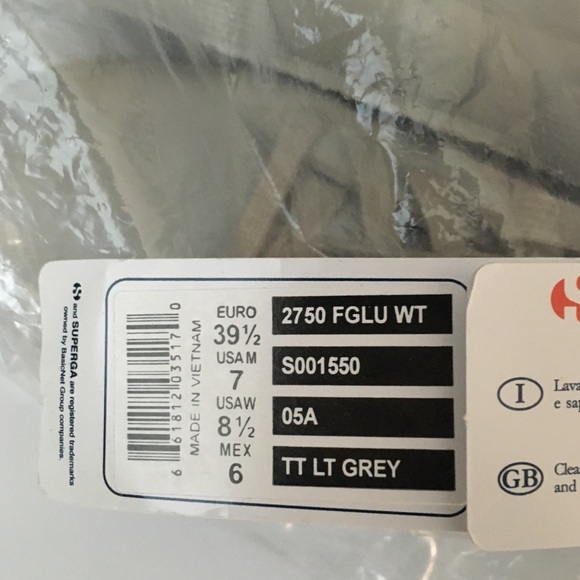 and SUPERGA are registered trademarks
owned by BasicNet Group companies.
6 61812 03517 0
MADE IN VIETNAM
EURO
39½
USA M
7
USAW
8½
MEX
6
2750 FGLU WT
S001550
05A
TT LT GREY
I
Lava
e sap
GB
Clea
and